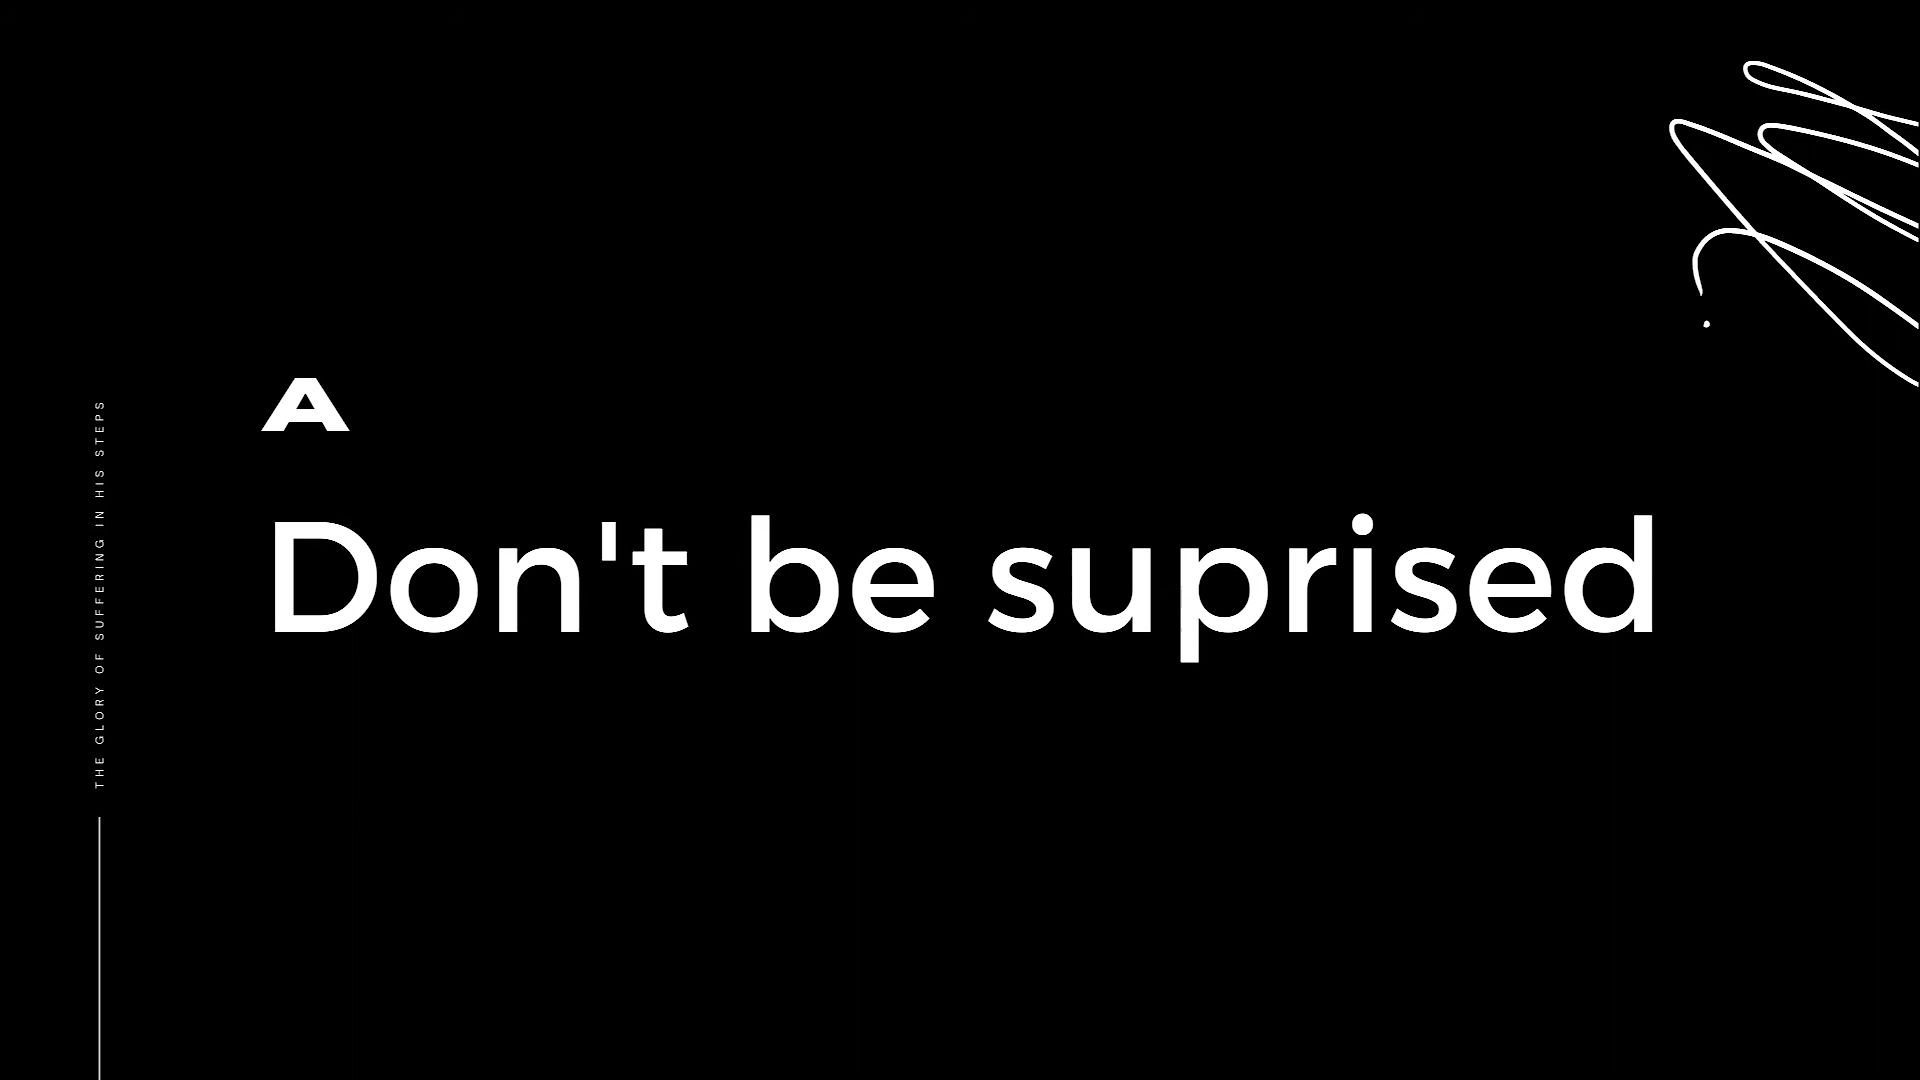 A
Don't be suprised
THE GLORY OF SUFFERING IN HIS STEPS